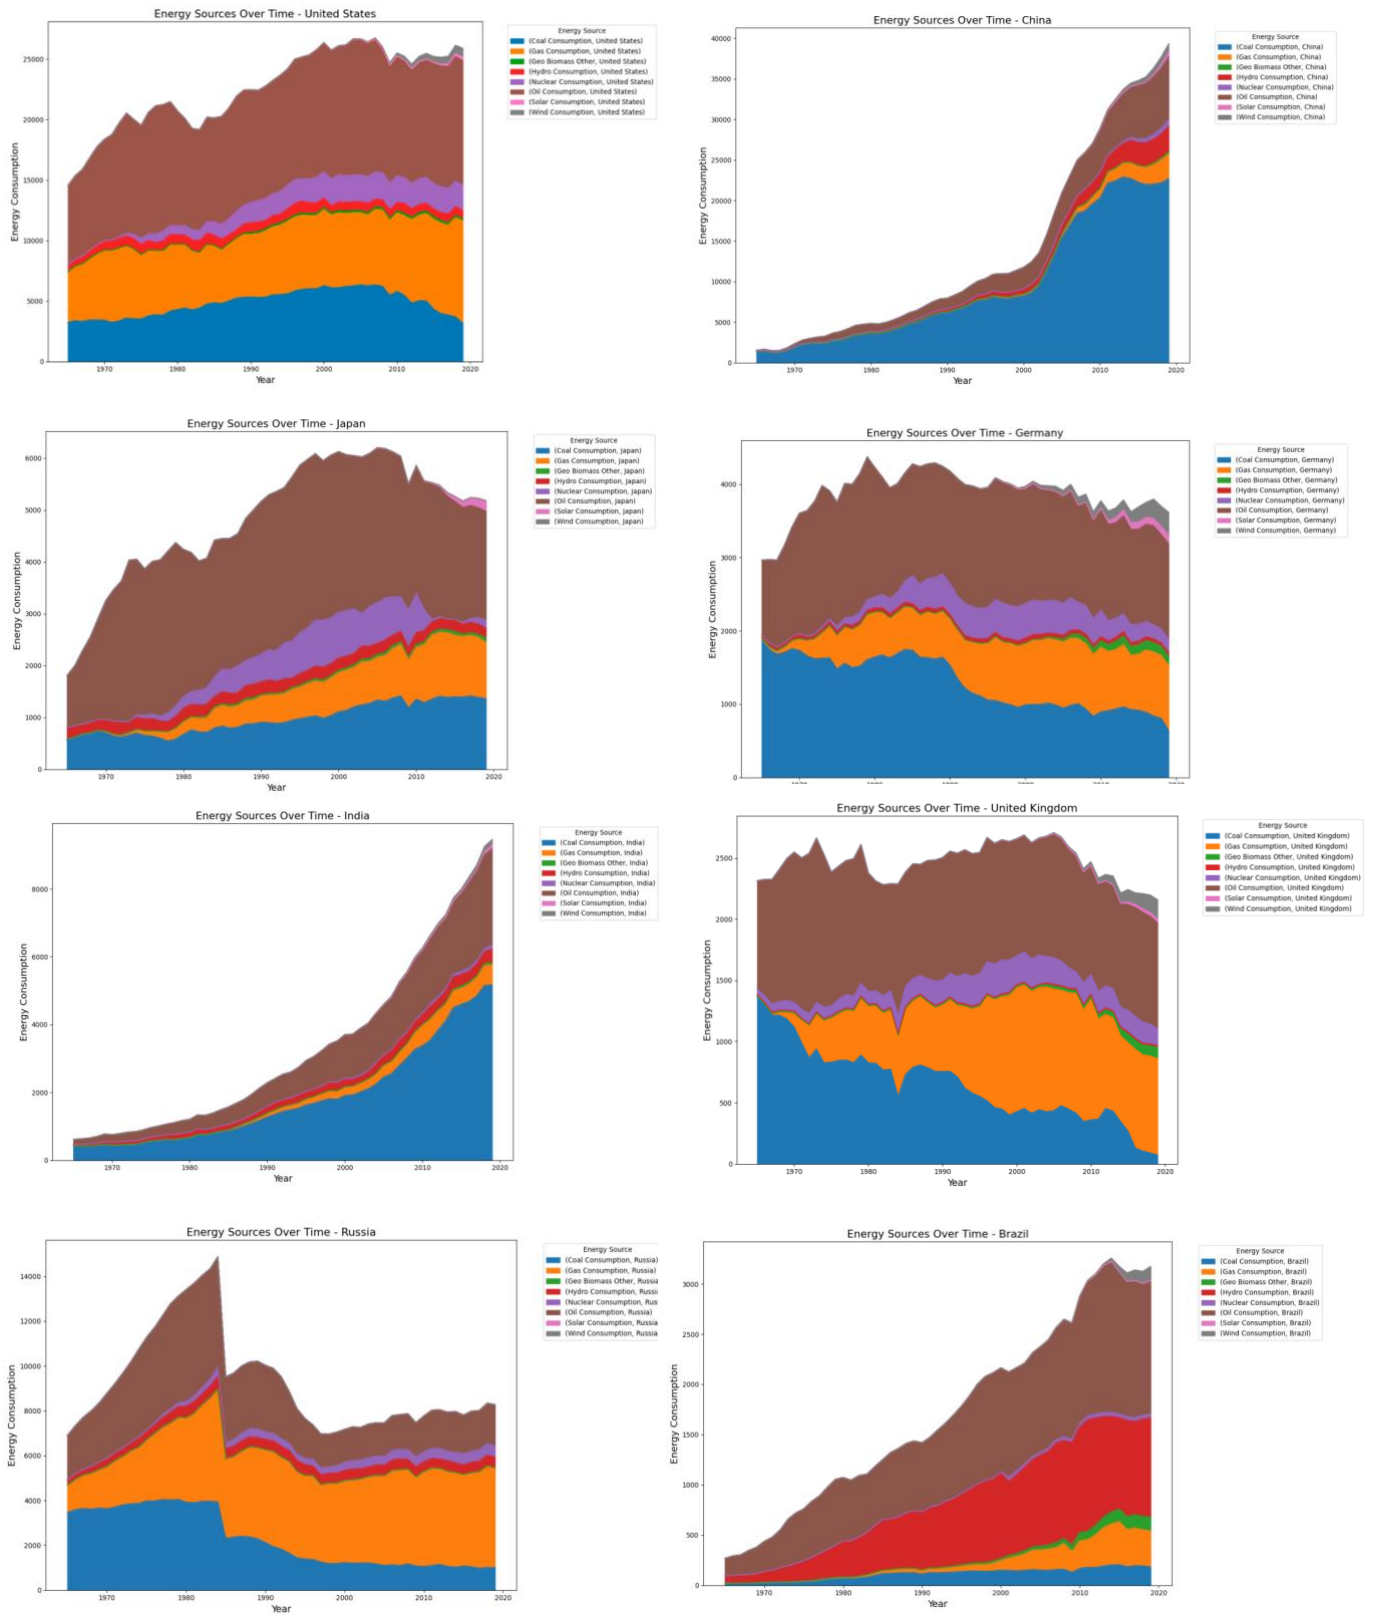 Energy Sources Over Time - United States
Energy Consumption
25000
20000
15000
10000
5000
0
1970
1980
1990
2000
2010
2020
Year
Energy Source
(Coal Consumption, United States)
(Gas Consumption, United States)
(Geo Biomass Other, United States)
(Hydro Consumption, United States)
(Nuclear Consumption, United States)
(Oil Consumption, United States)
(Solar Consumption, United States)
(Wind Consumption, United States)
Energy Sources Over Time - China
Energy Consumption
40000
35000
30000
25000
20000
15000
10000
5000
0
1970
1980
1990
2000
2010
2020
Year
Energy Source
(Coal Consumption, China)
(Gas Consumption, China)
(Geo Biomass Other, China)
(Hydro Consumption, China)
(Nuclear Consumption, China)
(Oil Consumption, China)
(Solar Consumption, China)
(Wind Consumption, China)
Energy Sources Over Time - Japan
Energy Consumption
6000
5000
4000
3000
2000
1000
0
1970
1980
1990
2000
2010
2020
Year
Energy Source
(Coal Consumption, Japan)
(Gas Consumption, Japan)
(Geo Biomass Other, Japan)
(Hydro Consumption, Japan)
(Nuclear Consumption, Japan)
(Oil Consumption, Japan)
(Solar Consumption, Japan)
(Wind Consumption, Japan)
Energy Sources Over Time - Germany
Energy Consumption
4000
3000
2000
1000
0
Energy Source
(Coal Consumption, Germany)
(Gas Consumption, Germany)
(Geo Biomass Other, Germany)
(Hydro Consumption, Germany)
(Nuclear Consumption, Germany)
(Oil Consumption, Germany)
(Solar Consumption, Germany)
(Wind Consumption, Germany)
Energy Sources Over Time - India
Energy Consumption
8000
6000
4000
2000
0
1970
1980
1990
2000
2010
2020
Year
Energy Source
(Coal Consumption, India)
(Gas Consumption, India)
(Geo Biomass Other, India)
(Hydro Consumption, India)
(Nuclear Consumption, India)
(Oil Consumption, India)
(Solar Consumption, India)
(Wind Consumption, India)
Energy Sources Over Time - United Kingdom
Energy Consumption
2500
2000
1500
1000
500
0
1970
1980
1990
2000
2010
2020
Year
Energy Source
(Coal Consumption, United Kingdom)
(Gas Consumption, United Kingdom)
(Geo Biomass Other, United Kingdom)
(Hydro Consumption, United Kingdom)
(Nuclear Consumption, United Kingdom)
(Oil Consumption, United Kingdom)
(Solar Consumption, United Kingdom)
(Wind Consumption, United Kingdom)
Energy Sources Over Time - Russia
Energy Consumption
14000
12000
10000
8000
6000
4000
2000
0
1970
1980
1990
2000
2010
2020
Year
Energy Source
(Coal Consumption, Russia)
(Gas Consumption, Russia)
(Geo Biomass Other, Russia
(Hydro Consumption, Russi
(Nuclear Consumption, Rus
(Oil Consumption, Russia)
(Solar Consumption, Russia
(Wind Consumption, Russia
Energy Sources Over Time - Brazil
Energy Consumption
3000
2500
2000
1500
1000
500
0
1970
1980
1990
2000
2010
2020
Year
Energy Source
(Coal Consumption, Brazil)
(Gas Consumption, Brazil)
(Geo Biomass Other, Brazil)
(Hydro Consumption, Brazil)
(Nuclear Consumption, Brazil)
(Oil Consumption, Brazil)
(Solar Consumption, Brazil)
(Wind Consumption, Brazil)